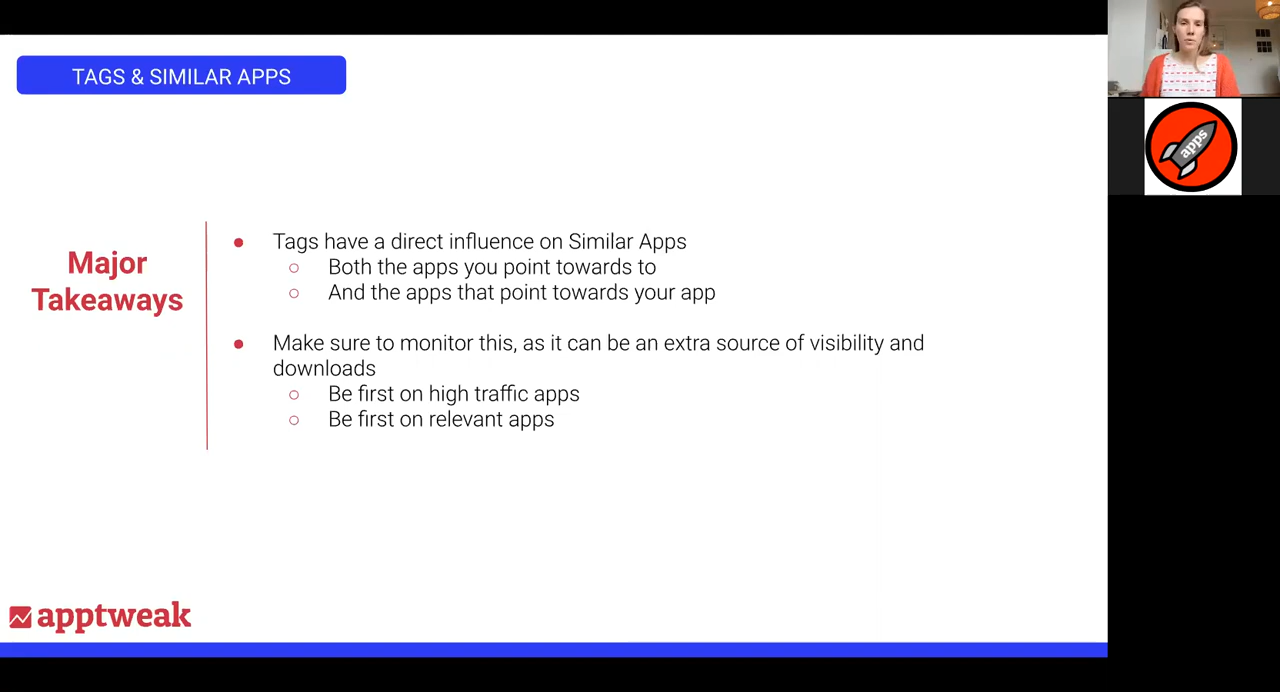 TAGS & SIMILAR APPS
Major
Takeaways
Tags have a direct influence on Similar Apps
Both the apps you point towards to
And the apps that point towards your app
Make sure to monitor this, as it can be an extra source of visibility and
downloads
Be first on high traffic apps
Be first on relevant apps
apptweak
apps